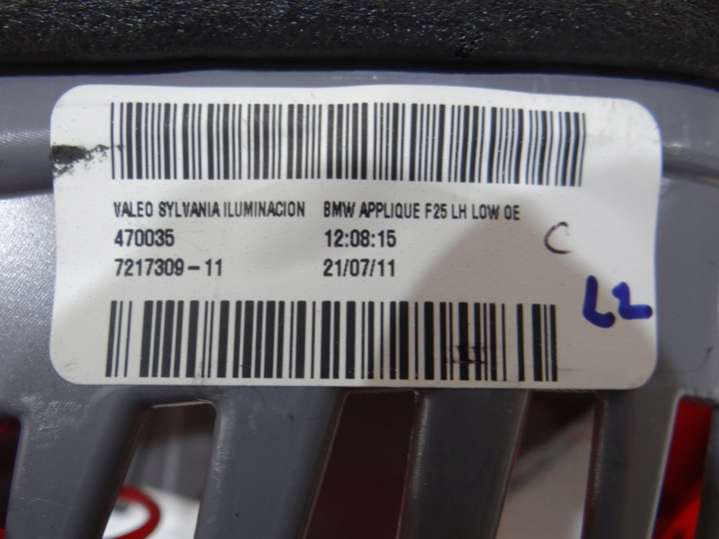 VALEO SYLVANIA ILUMINACION BMW APPLIQUE F25 LH LOW OE
470035 12:08:15
7217309-11 21/07/11
C
L2